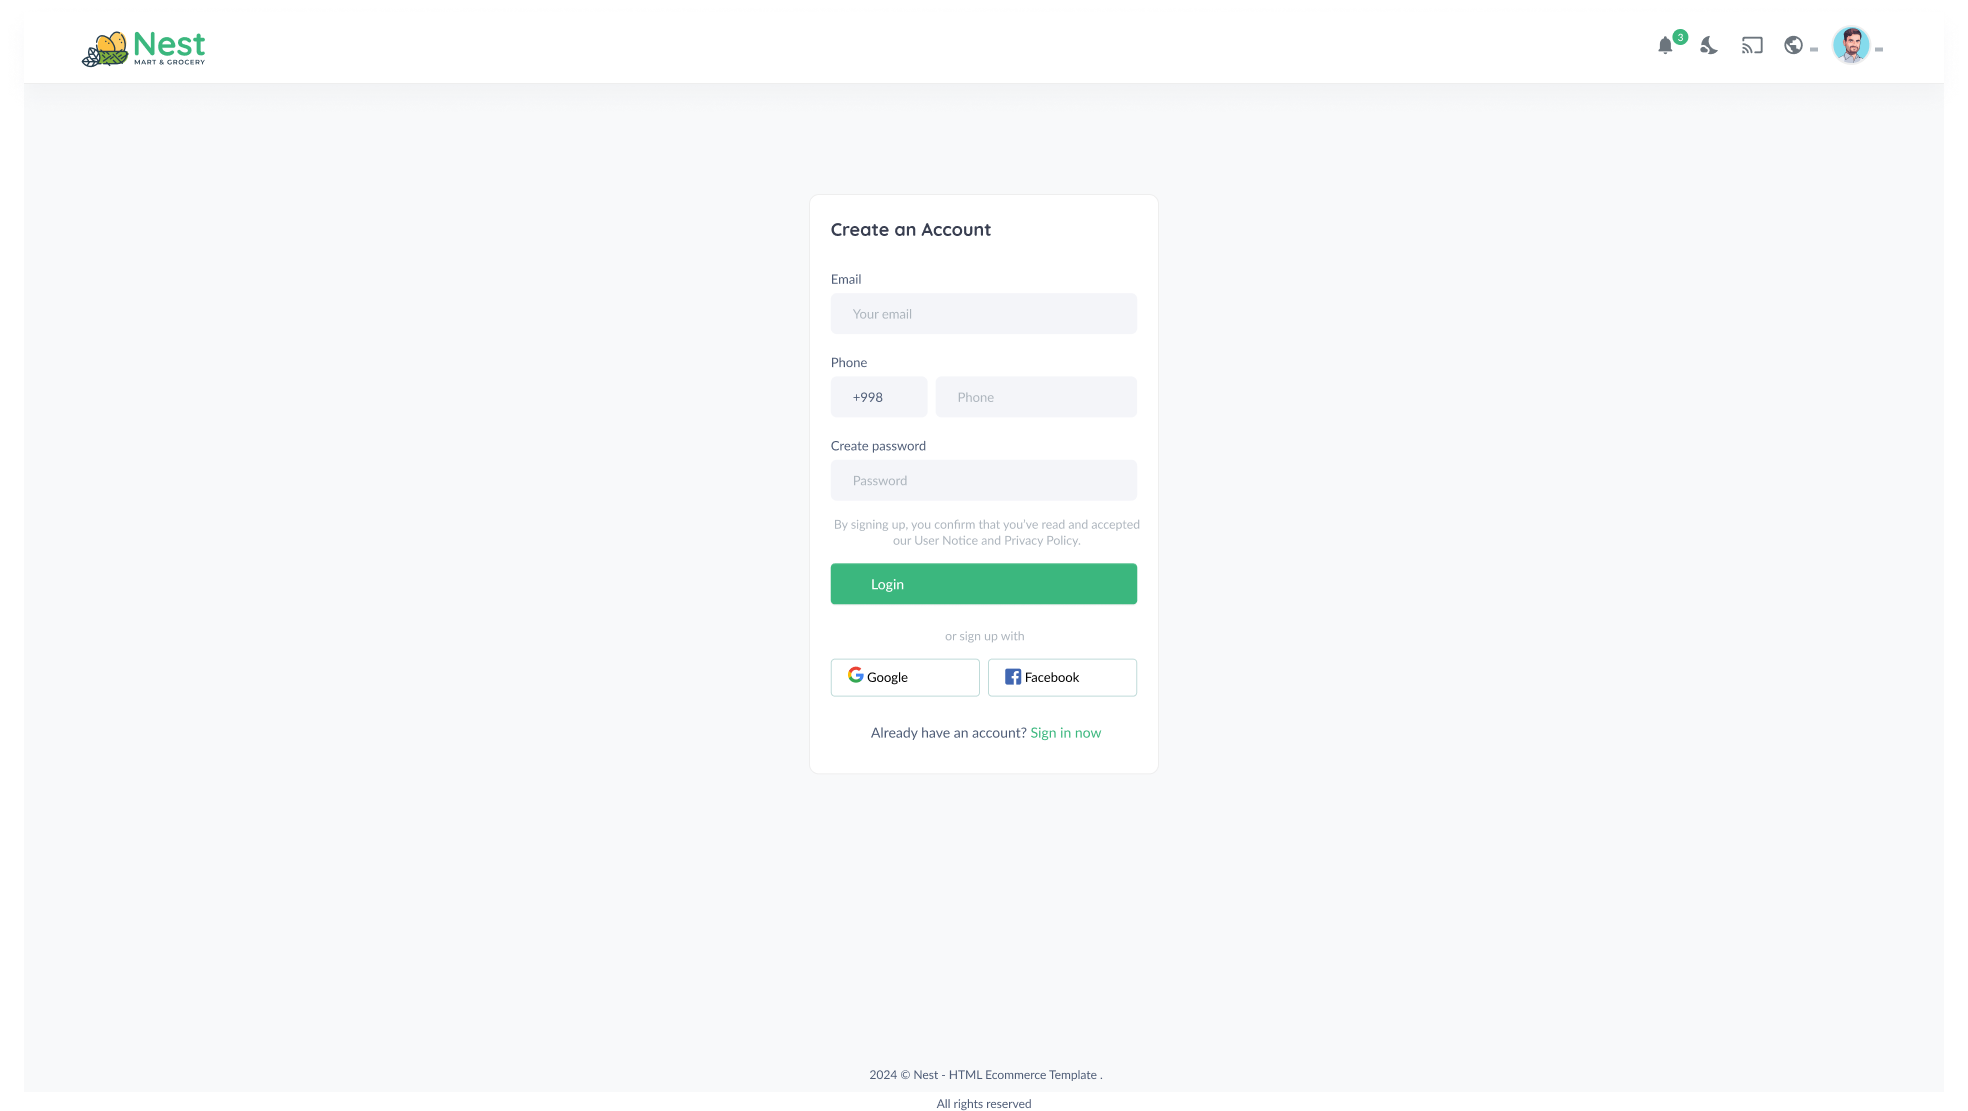 Nest
MART & GROCERY
3
Create an Account
Email
Your email
Phone
+998 Phone
Create password
Password
By signing up, you confirm that you've read and accepted
our User Notice and Privacy Policy.
Login
or sign up with
Google Facebook
Already have an account? Sign in now
2024 © Nest - HTML Ecommerce Template .
All rights reserved